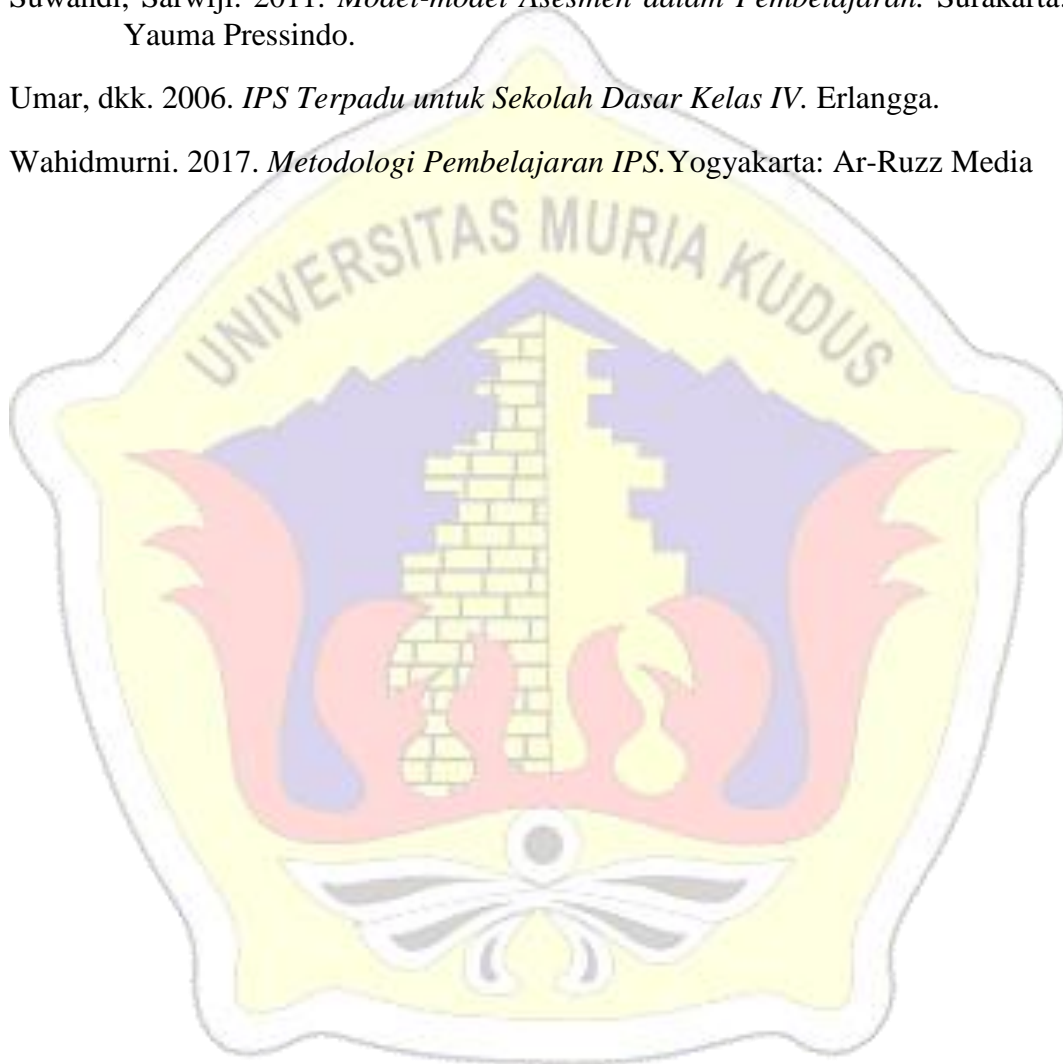 Suwandi, Sarwiji. 2011. Model-model Asesmen dalam Pembelajaran. Surakarta:
Yauma Pressindo.
Umar, dkk. 2006. IPS Terpadu untuk Sekolah Dasar Kelas IV. Erlangga.
Wahidmurni. 2017. Metodologi Pembelajaran IPS.Yogyakarta: Ar-Ruzz Media
UNIVERSITAS MURIA KUDUS